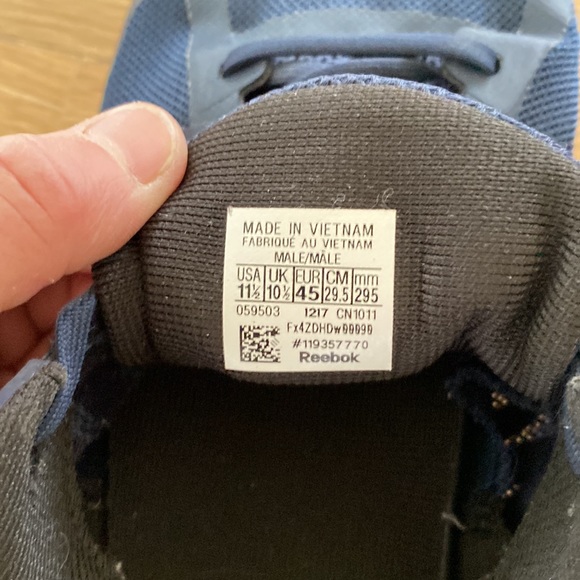 MADE IN VIETNAM
FABRIQUÉ AU VIETNAM
MALE/MÂLE
USA UK EUR CM mm
11½ 10½ 45 29.5 295
059503 1217 CN1011
Fx4ZDHDw00090
#119357770
Reebok